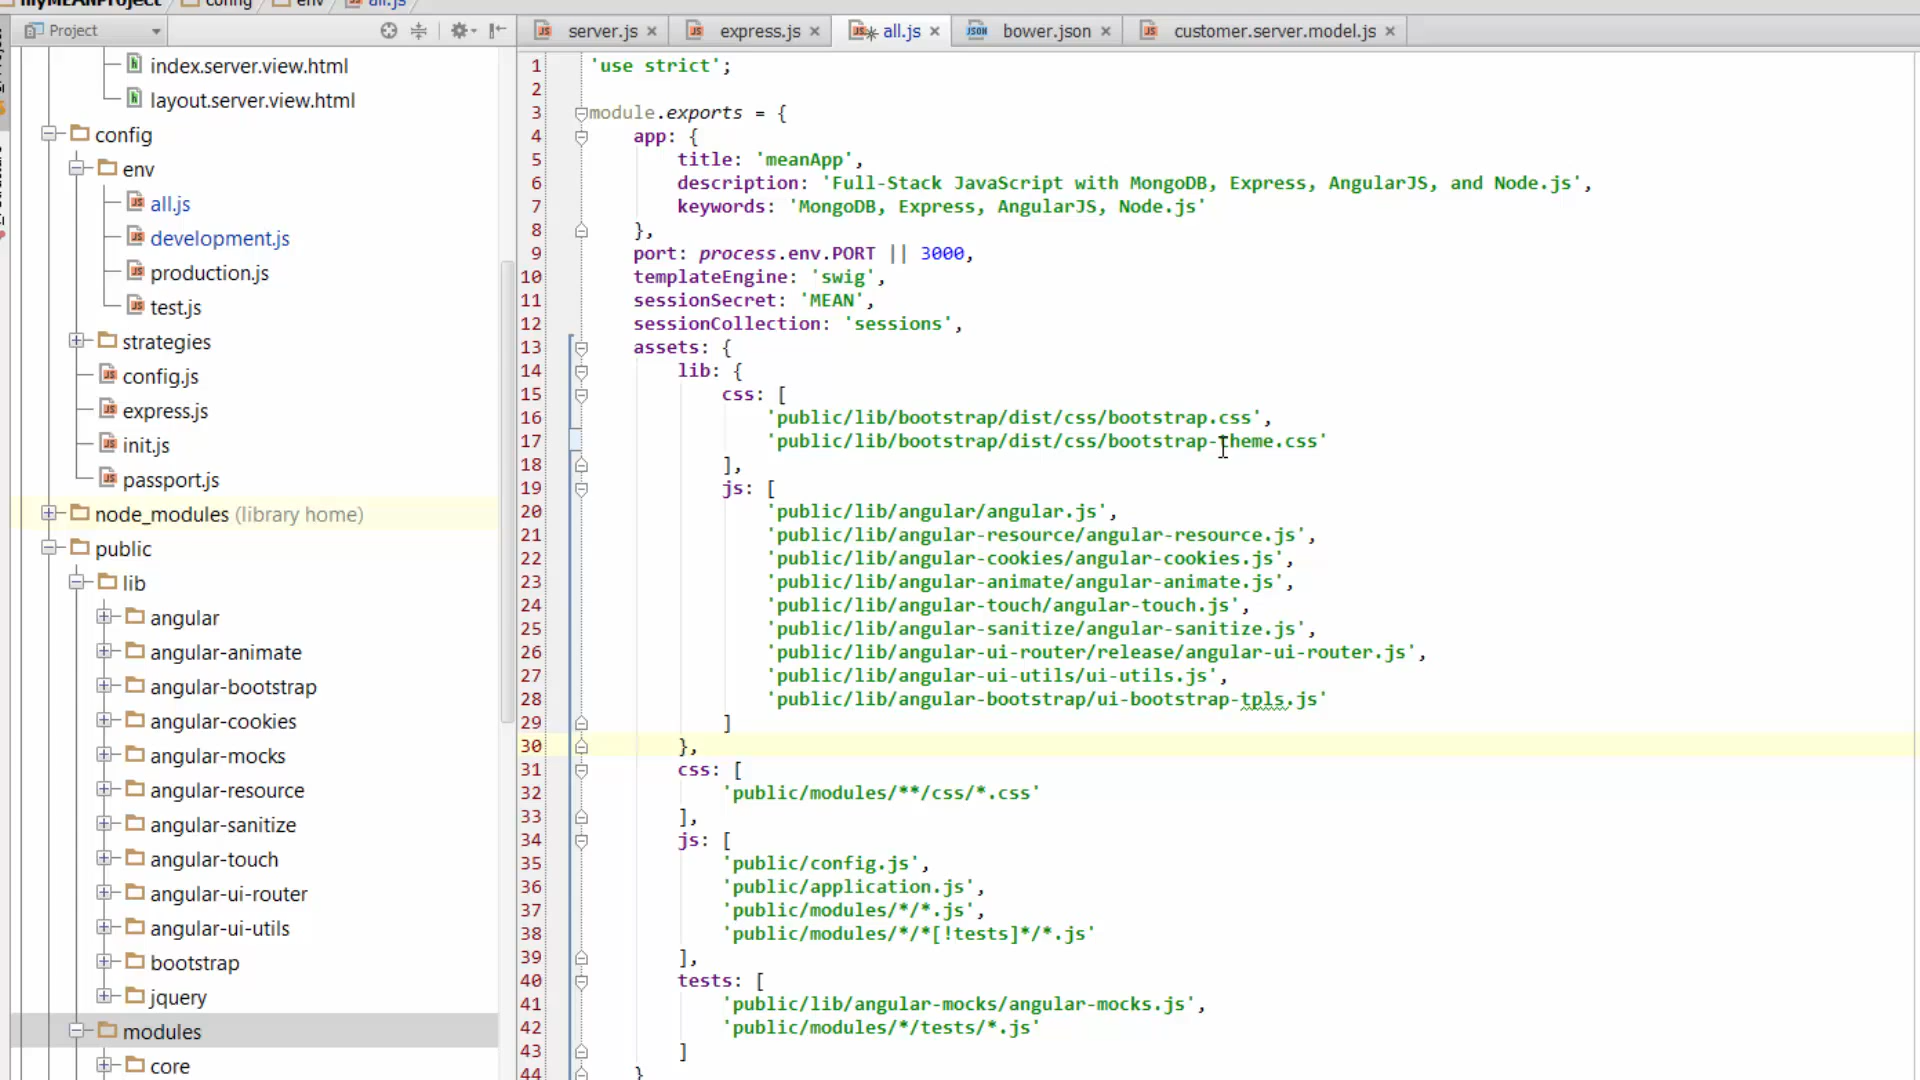 myMEANProject config env all.js
Project
server.js express.js all.js bower.json customer.server.model.js
index.server.view.html
layout.server.view.html
config
env
all.js
development.js
production.js
test.js
strategies
config.js
express.js
init.js
passport.js
node_modules (library home)
public
lib
angular
angular-animate
angular-bootstrap
angular-cookies
angular-mocks
angular-resource
angular-sanitize
angular-touch
angular-ui-router
angular-ui-utils
bootstrap
jquery
modules
core
1 'use strict';
2
3 module.exports = {
4 app: {
5 title: 'meanApp',
6 description: 'Full-Stack JavaScript with MongoDB, Express, AngularJS, and Node.js',
7 keywords: 'MongoDB, Express, AngularJS, Node.js'
8 },
9 port: process.env.PORT || 3000,
10 templateEngine: 'swig',
11 sessionSecret: 'MEAN',
12 sessionCollection: 'sessions',
13 assets: {
14 lib: {
15 css: [
16 'public/lib/bootstrap/dist/css/bootstrap.css',
17 'public/lib/bootstrap/dist/css/bootstrap-theme.css'
18 ],
19 js: [
20 'public/lib/angular/angular.js',
21 'public/lib/angular-resource/angular-resource.js',
22 'public/lib/angular-cookies/angular-cookies.js',
23 'public/lib/angular-animate/angular-animate.js',
24 'public/lib/angular-touch/angular-touch.js',
25 'public/lib/angular-sanitize/angular-sanitize.js',
26 'public/lib/angular-ui-router/release/angular-ui-router.js',
27 'public/lib/angular-ui-utils/ui-utils.js',
28 'public/lib/angular-bootstrap/ui-bootstrap-tpls.js'
29 ]
30 },
31 css: [
32 'public/modules/**/css/*.css'
33 ],
34 js: [
35 'public/config.js',
36 'public/application.js',
37 'public/modules/*/*.js',
38 'public/modules/*/*[!tests]*/*.js'
39 ],
40 tests: [
41 'public/lib/angular-mocks/angular-mocks.js',
42 'public/modules/*/tests/*.js'
43 ]
44 }